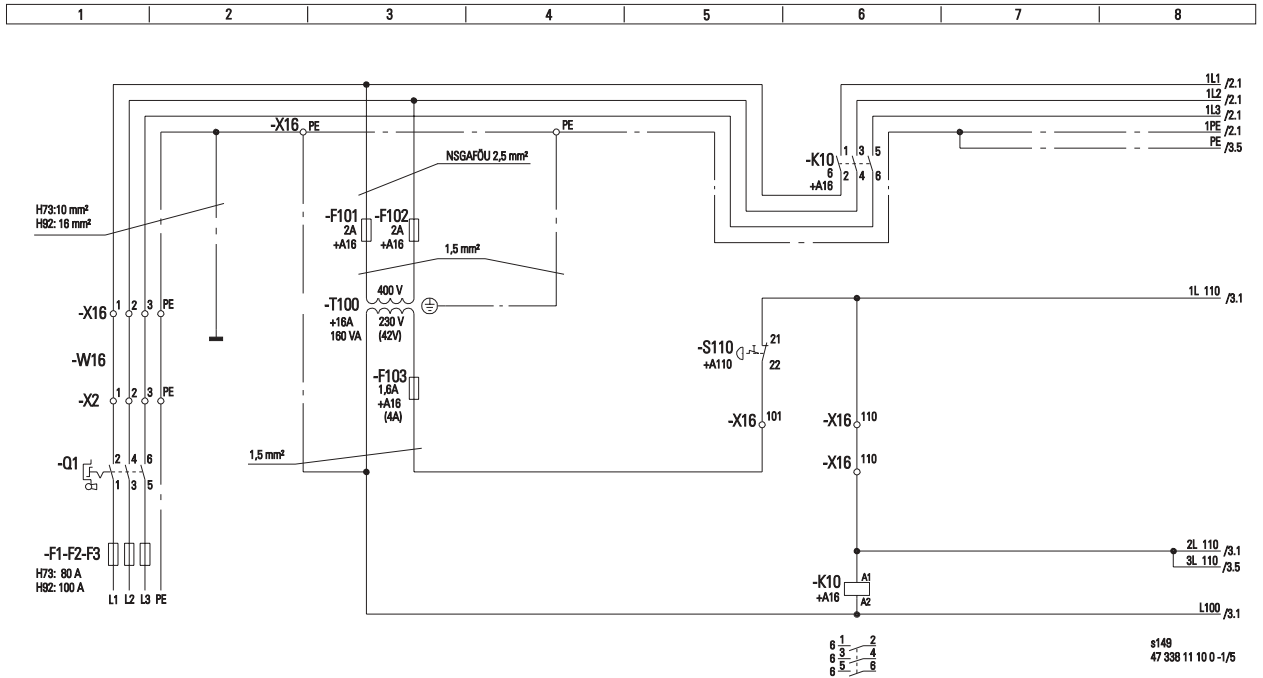 1 2 3 4 5 6 7 8
1L1 /2.1
1L2 /2.1
1L3 /2.1
-X16 PE
PE
1PE /2.1
PE /3.5
NSGAFÖU 2,5 mm²
-K10 1 3 5
6 2 4 6
+A16
H73:10 mm²
H92: 16 mm²
-F101 -F102
2A 2A
+A16 +A16
1,5 mm²
400 V
1L 110 /3.1
-X16 1 2 3 PE
-T100
+16A 230 V
160 VA (42V)
-S110 21
+A110 22
-W16
-F103
1,6A
+A16
(4A)
-X2 1 2 3 PE
-X16 101
-X16 110
1,5 mm²
-X16 110
-Q1 2 4 6
1 3 5
-F1-F2-F3
2L 110 /3.1
3L 110 /3.5
H73: 80 A
H92: 100 A
-K10 A1
+A16 A2
L1 L2 L3 PE
L100 /3.1
6 1 2
6 3 4
6 5 6
s149
47 338 11 10 0 -1/5